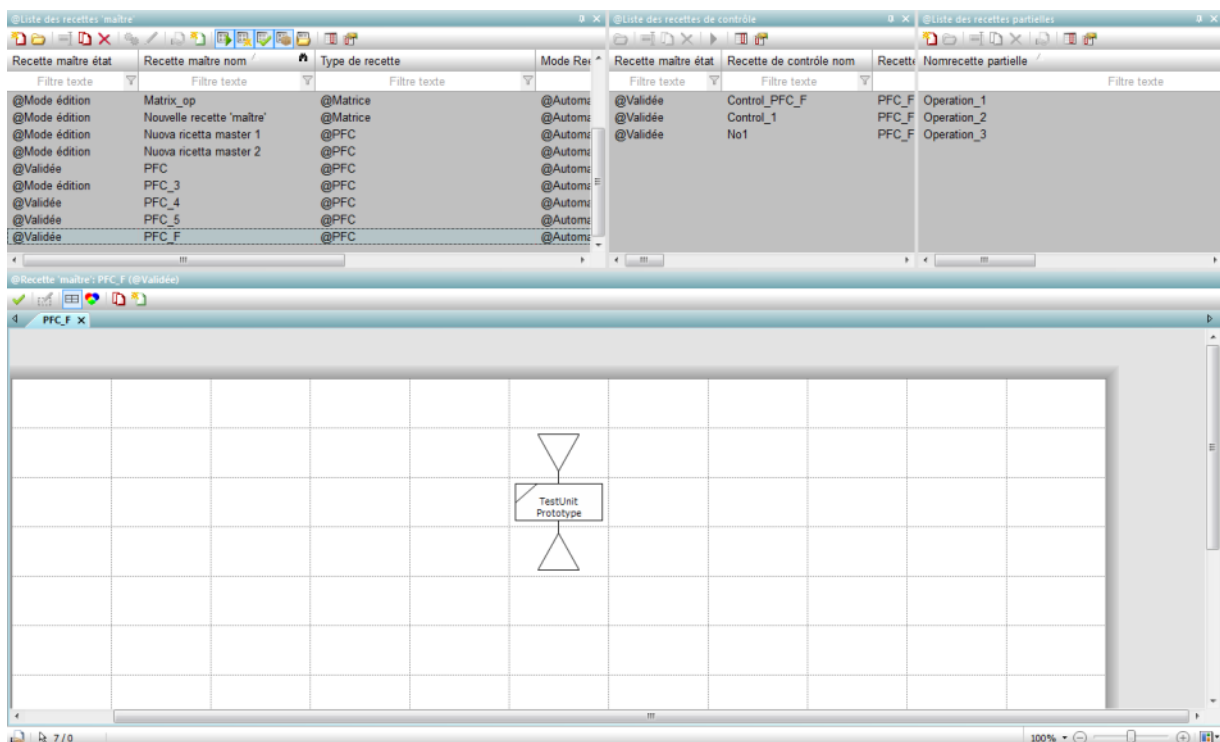 @Liste des recettes 'maître'
@Liste des recettes de contrôle
@Liste des recettes partielles
Recette maître état Recette maître nom Type de recette Mode Rec
Recette maître état Recette de contrôle nom Recette
Nomrecette partielle
Filtre texte Filtre texte Filtre texte
Filtre texte Filtre texte
Filtre texte
@Mode édition Matrix_op @Matrice @Automa
@Mode édition Nouvelle recette 'maître' @Matrice @Automa
@Mode édition Nuova ricetta master 1 @PFC @Automa
@Mode édition Nuova ricetta master 2 @PFC @Automa
@Validée PFC @PFC @Automa
@Mode édition PFC_3 @PFC @Automa
@Validée PFC_4 @PFC @Automa
@Validée PFC_5 @PFC @Automa
@Validée PFC_F @PFC @Automa
@Validée Control_PFC_F PFC_F
@Validée Control_1 PFC_F
@Validée No1 PFC_F
Operation_1
Operation_2
Operation_3
@Recette 'maître': PFC_F (@Validée)
PFC_F
TestUnit
Prototype
7 / 0
100%